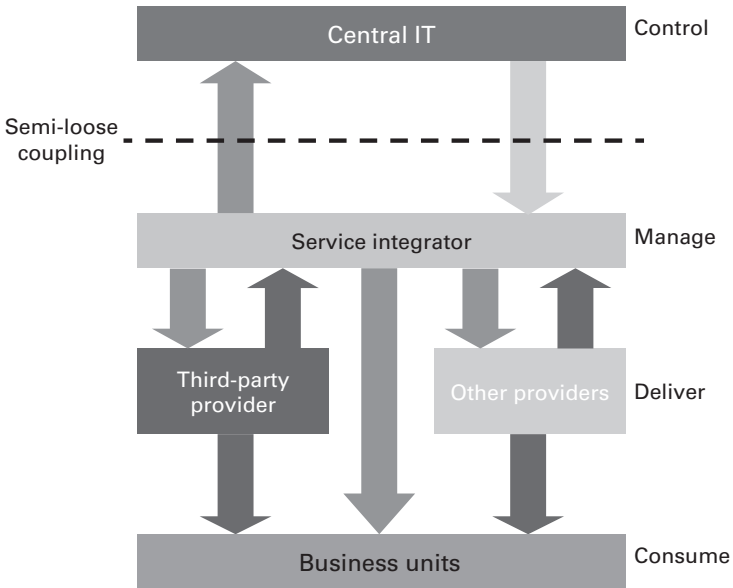 Central IT
Control
Semi-loose
coupling
Service integrator
Manage
Third-party
provider
Other providers
Deliver
Business units
Consume